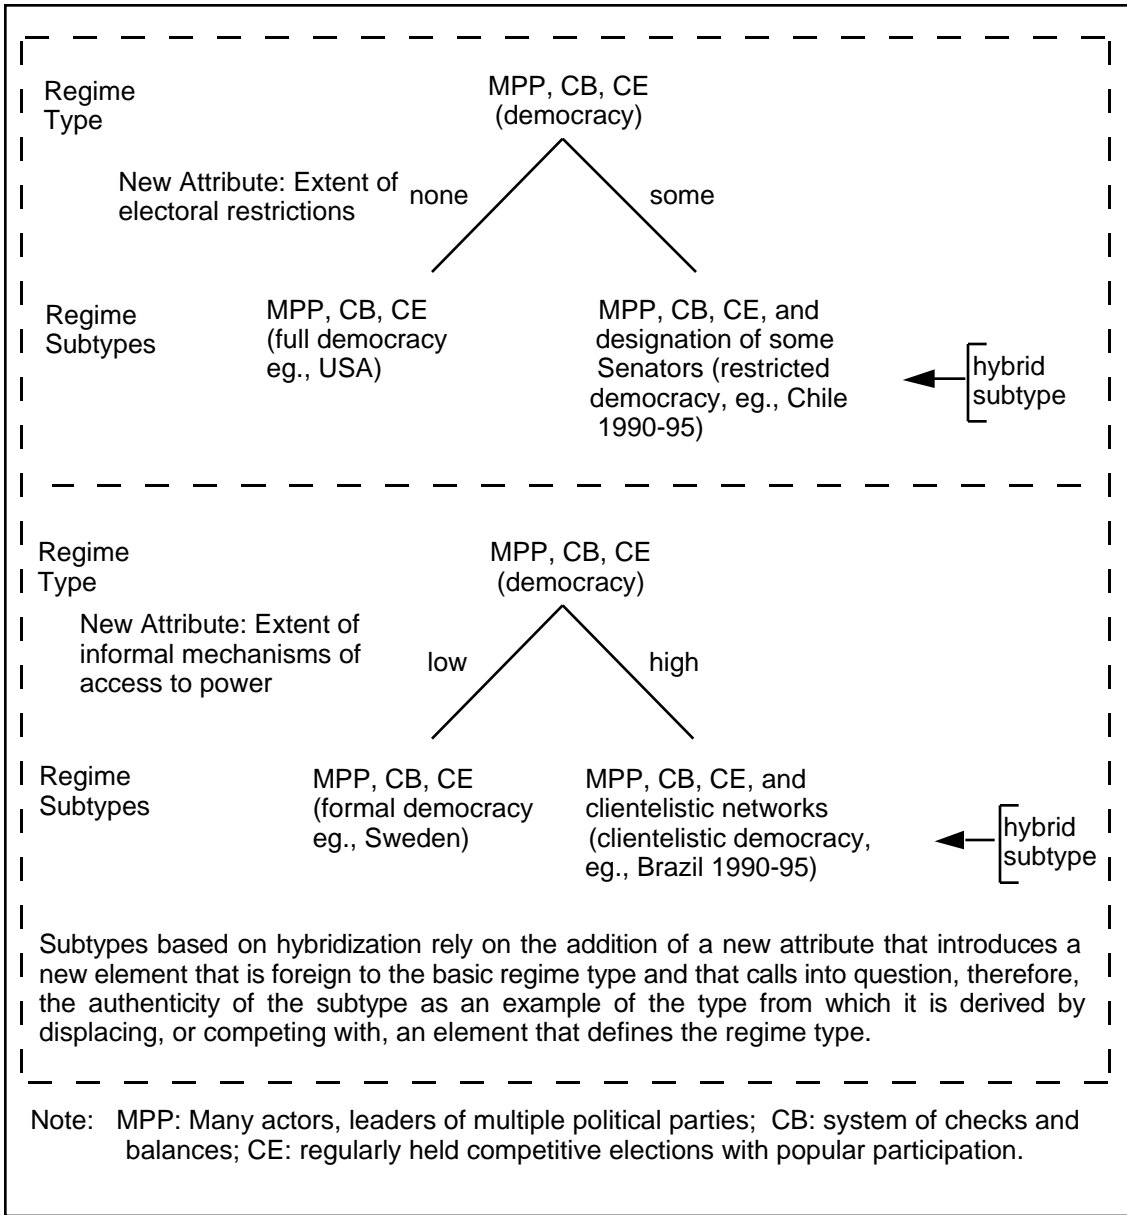 Regime
Type
MPP, CB, CE
(democracy)
New Attribute: Extent of
electoral restrictions
none
some
Regime
Subtypes
MPP, CB, CE
(full democracy
eg., USA)
MPP, CB, CE, and
designation of some
Senators (restricted
democracy, eg., Chile
1990-95)
hybrid
subtype
Regime
Type
MPP, CB, CE
(democracy)
New Attribute: Extent of
informal mechanisms of
access to power
low
high
Regime
Subtypes
MPP, CB, CE
(formal democracy
eg., Sweden)
MPP, CB, CE, and
clientelistic networks
(clientelistic democracy,
eg., Brazil 1990-95)
hybrid
subtype
Subtypes based on hybridization rely on the addition of a new attribute that introduces a
new element that is foreign to the basic regime type and that calls into question, therefore,
the authenticity of the subtype as an example of the type from which it is derived by
displacing, or competing with, an element that defines the regime type.
Note: MPP: Many actors, leaders of multiple political parties; CB: system of checks and
balances; CE: regularly held competitive elections with popular participation.